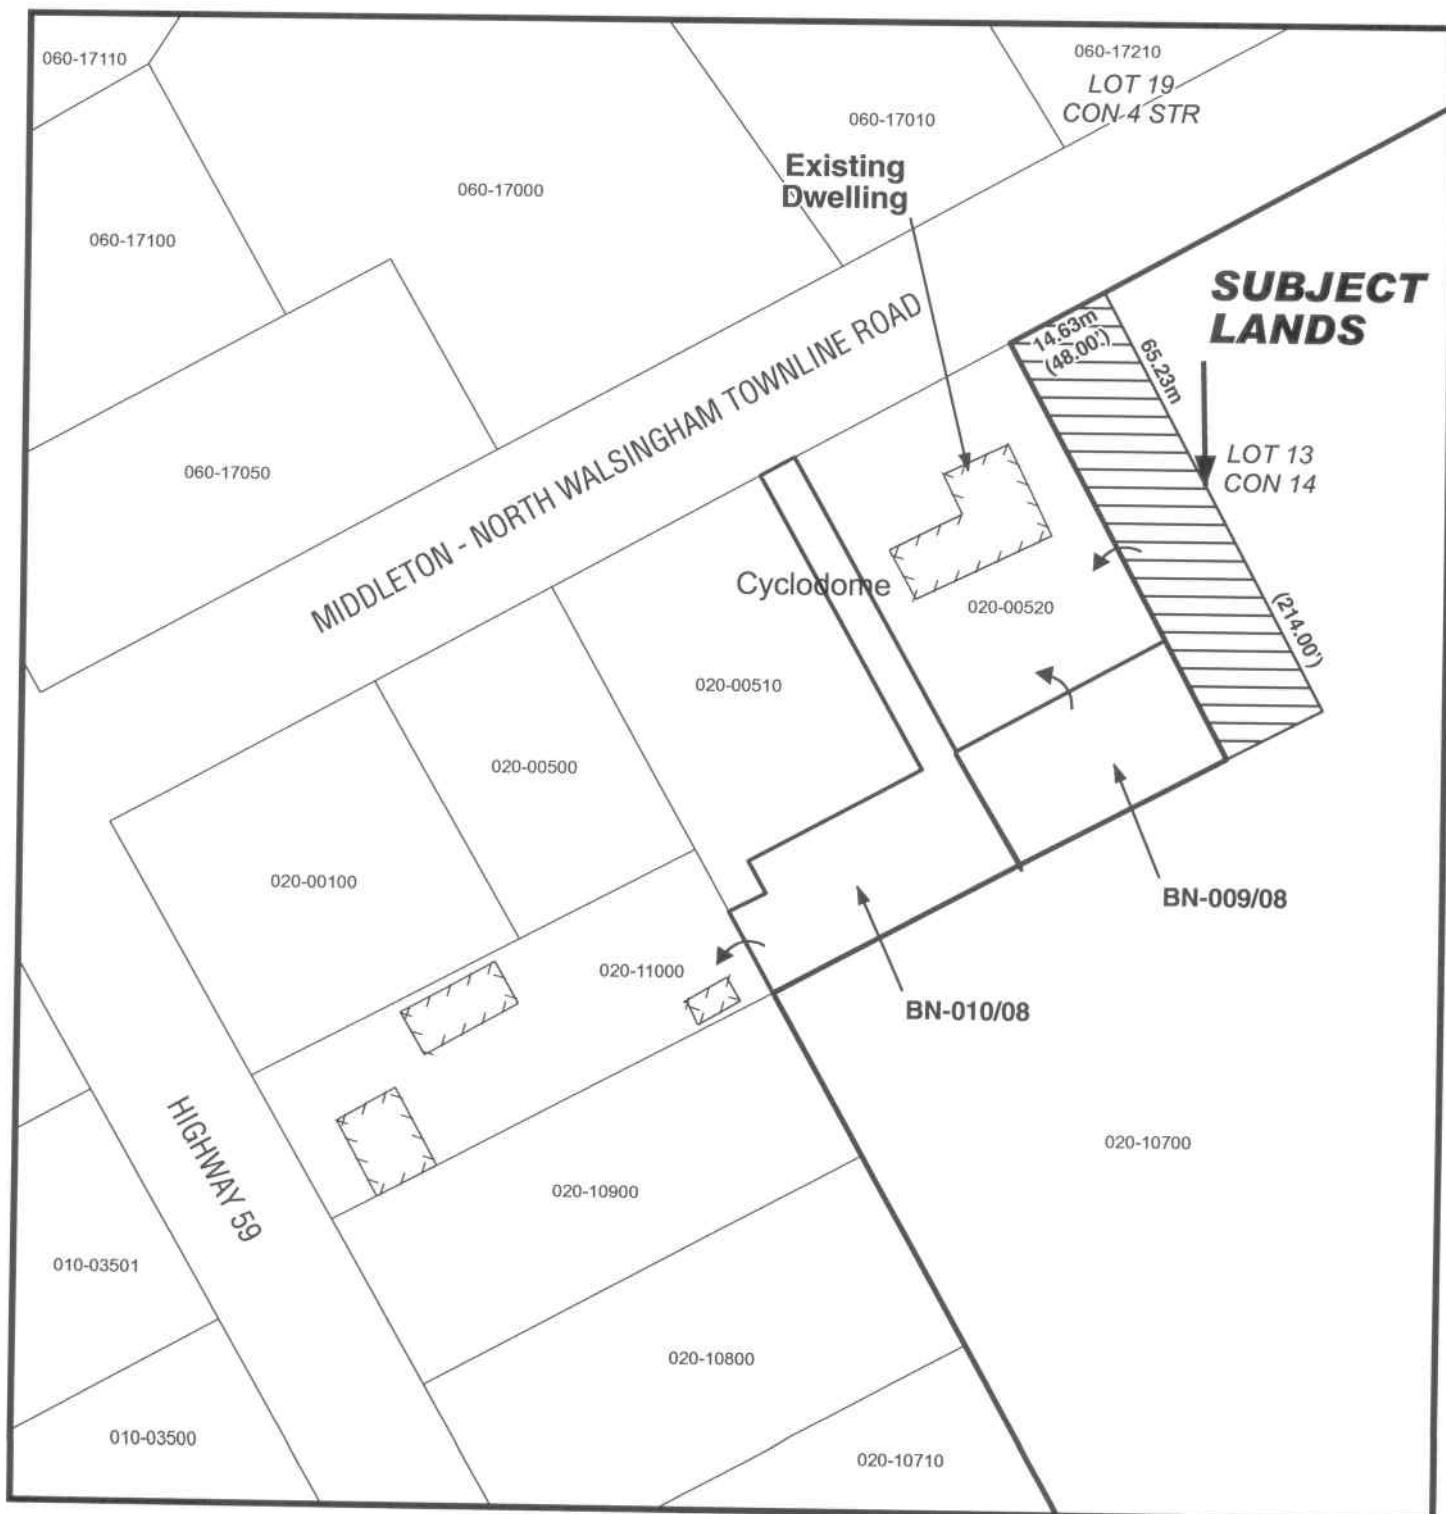 060-17110
060-17210
LOT 19
CON 4 STR
060-17010
Existing
Dwelling
060-17000
060-17100
SUBJECT
LANDS
MIDDLETON - NORTH WALSINGHAM TOWNLINE ROAD
14.63m
(48.00')
65.23m
LOT 13
CON 14
060-17050
Cyclodome
020-00520
(214.00')
020-00510
020-00500
020-00100
BN-009/08
020-11000
BN-010/08
HIGHWAY 59
020-10700
020-10900
010-03501
020-10800
010-03500
020-10710